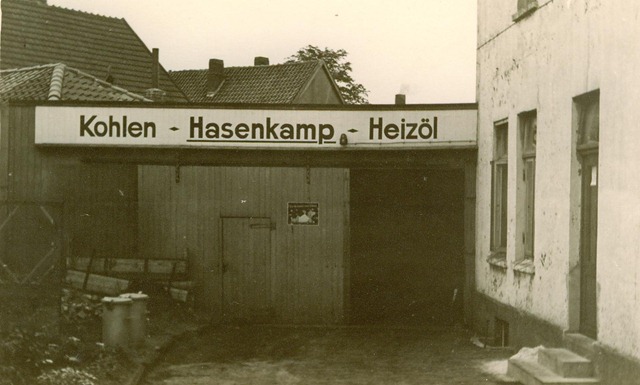 Kohlen - Hasenkamp - Heizöl